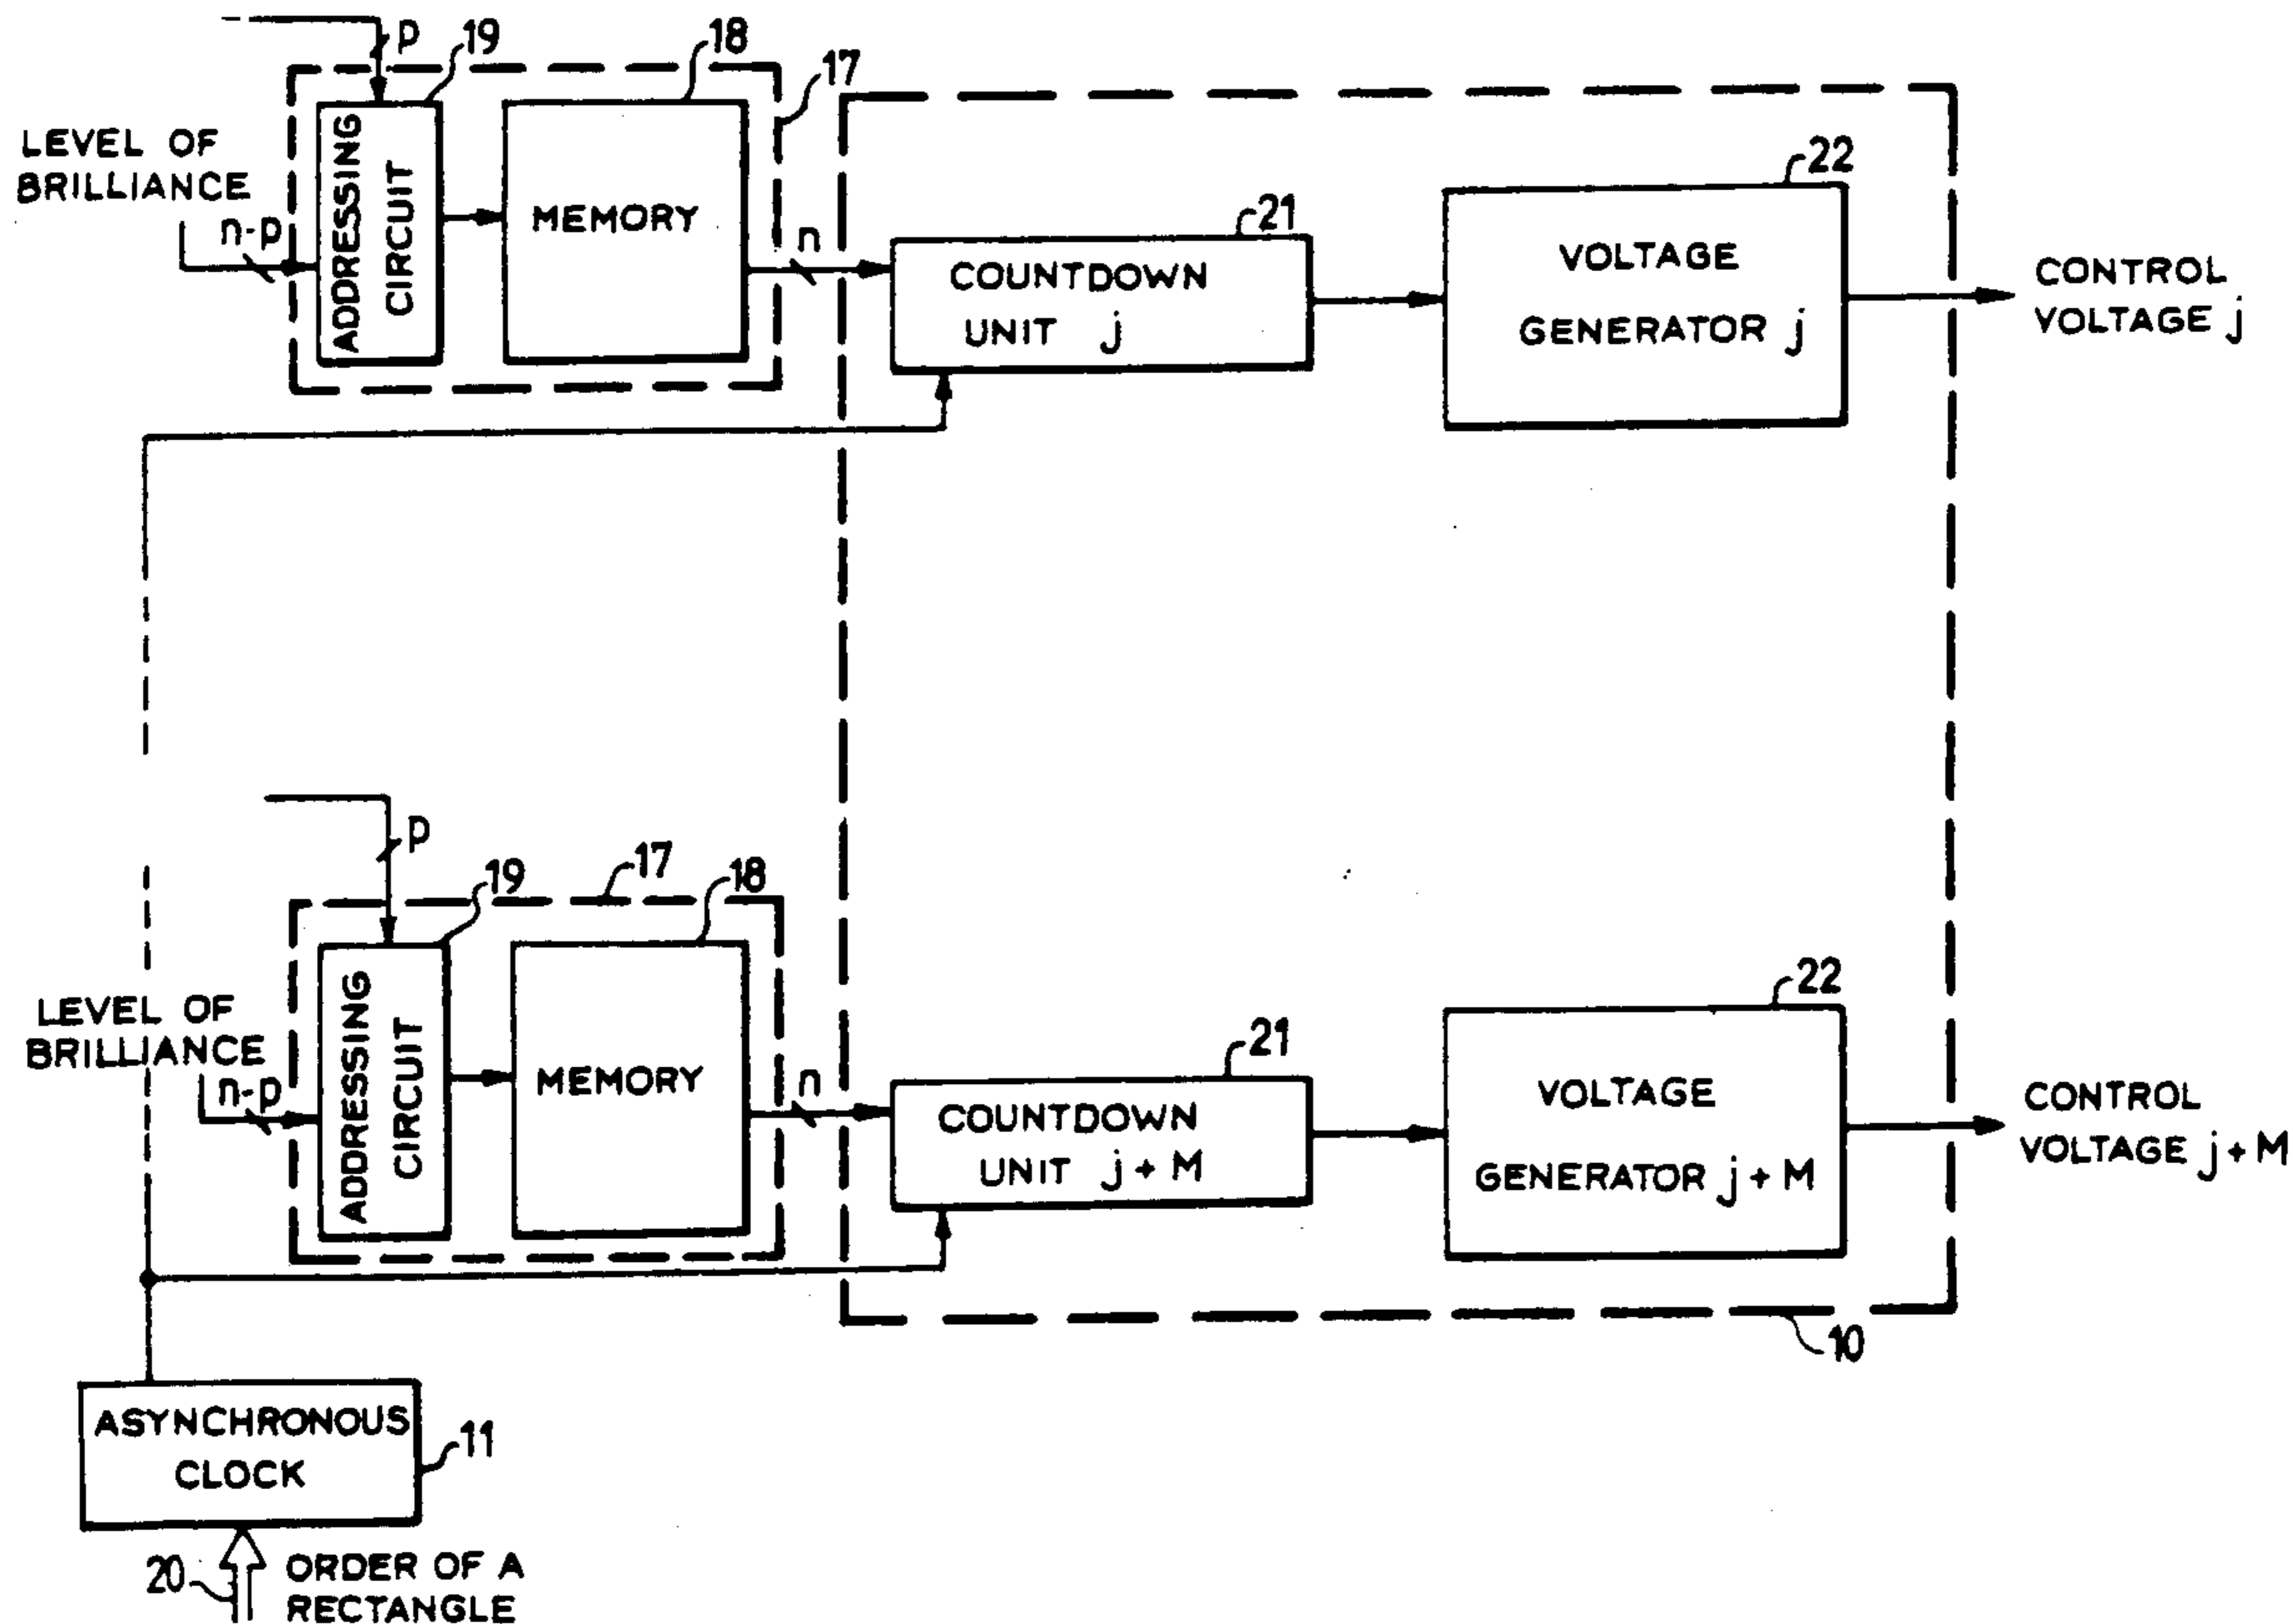 p
19
18
17
LEVEL OF
BRILLIANCE
n-p
ADDRESSING
CIRCUIT
MEMORY
n
21
COUNTDOWN
UNIT j
22
VOLTAGE
GENERATOR j
CONTROL
VOLTAGE j
p
19
17
18
LEVEL OF
BRILLIANCE
n-p
ADDRESSING
CIRCUIT
MEMORY
n
21
COUNTDOWN
UNIT j + M
22
VOLTAGE
GENERATOR j + M
CONTROL
VOLTAGE j + M
10
ASYNCHRONOUS
CLOCK
11
20
ORDER OF A
RECTANGLE